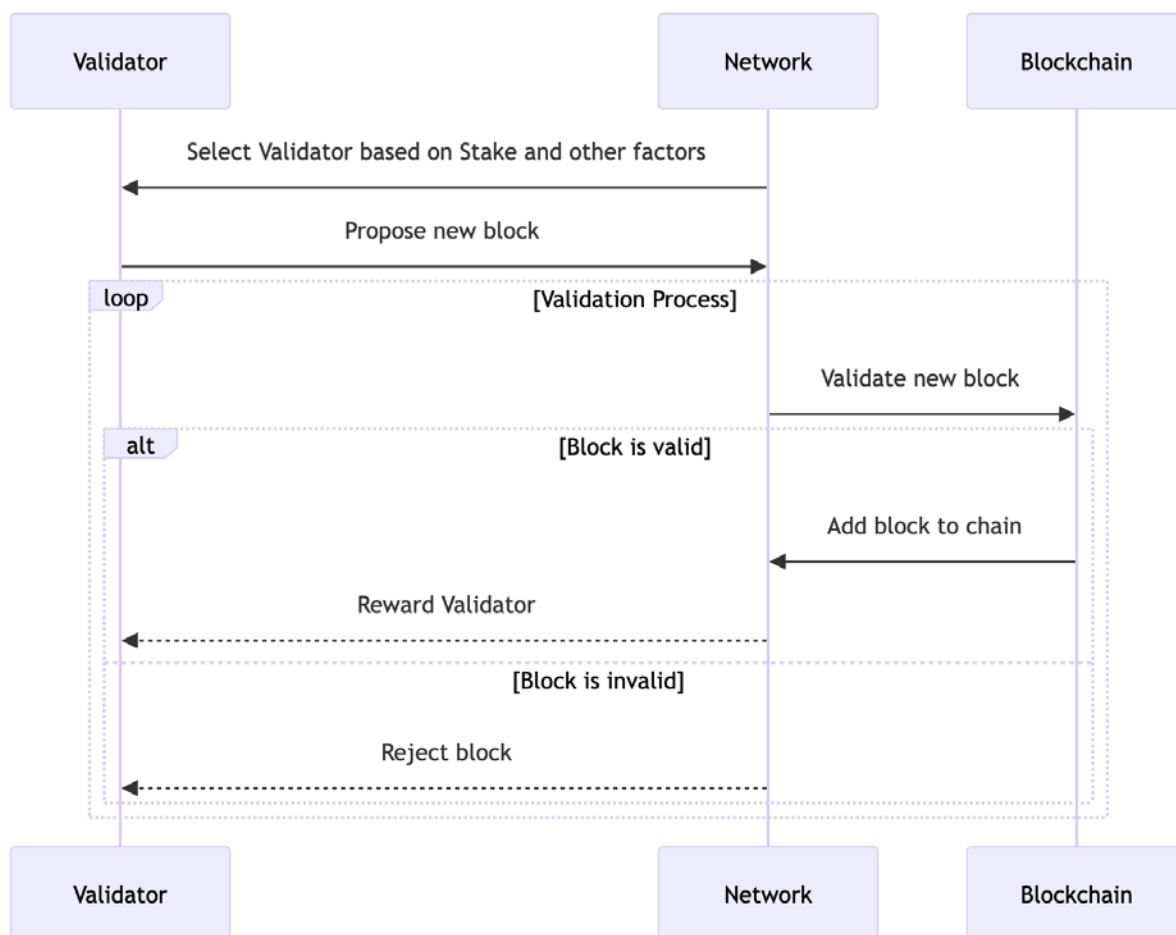 Validator
Network
Blockchain
Select Validator based on Stake and other factors
Propose new block
loop
[Validation Process]
Validate new block
alt
[Block is valid]
Add block to chain
Reward Validator
[Block is invalid]
Reject block
Validator
Network
Blockchain